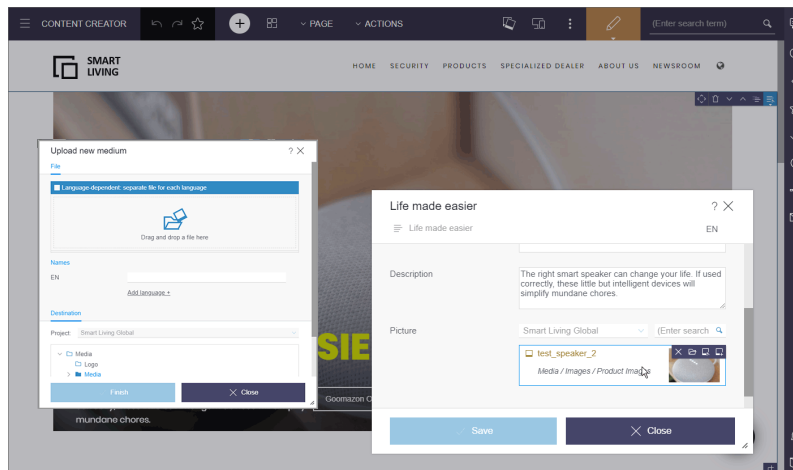 CONTENT CREATOR
PAGE
ACTIONS
(Enter search term)
SMART
LIVING
HOME SECURITY PRODUCTS SPECIALIZED DEALER ABOUT US NEWSROOM
Upload new medium
?
File
Language-dependent: separate file for each language
Drag and drop a file here
Names
EN
Add language +
Destination
Project: Smart Living Global
Media
Logo
Media
Finish
Close
SIE
Goomazon O
mundane chores.
Life made easier
?
Life made easier
EN
Description
The right smart speaker can change your life. If used
correctly, these little but intelligent devices will
simplify mundane chores.
Picture
Smart Living Global
(Enter search
test_speaker_2
Media / Images / Product Images
Save
Close